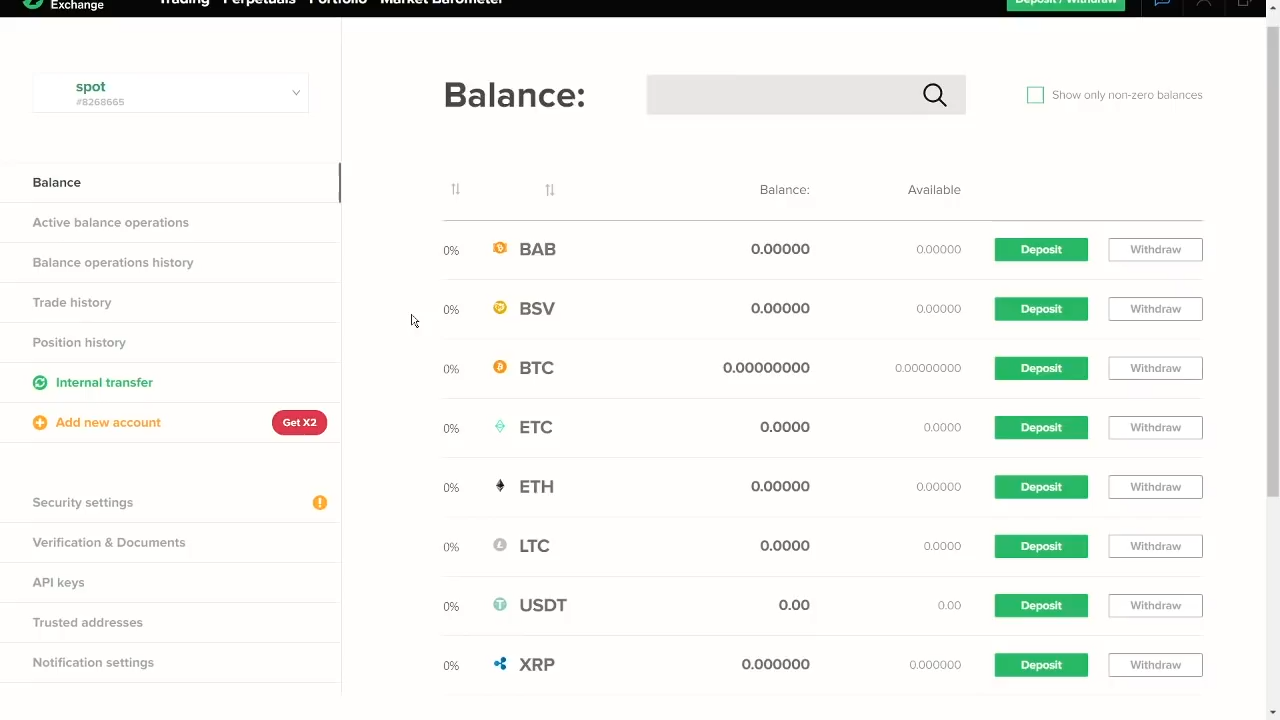 Exchange
Trading Perpetuals Portfolio Market Barometer
Deposit / Withdraw
spot
#8268665
Balance
Active balance operations
Balance operations history
Trade history
Position history
Internal transfer
Add new account Get X2
Security settings
Verification & Documents
API keys
Trusted addresses
Notification settings
Balance:
Show only non-zero balances
Balance: Available
0% BAB 0.00000 0.00000 Deposit Withdraw
0% BSV 0.00000 0.00000 Deposit Withdraw
0% BTC 0.00000000 0.00000000 Deposit Withdraw
0% ETC 0.0000 0.0000 Deposit Withdraw
0% ETH 0.00000 0.00000 Deposit Withdraw
0% LTC 0.0000 0.0000 Deposit Withdraw
0% USDT 0.00 0.00 Deposit Withdraw
0% XRP 0.000000 0.000000 Deposit Withdraw